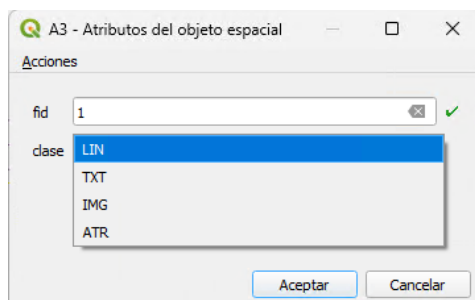 A3 - Atributos del objeto espacial
Acciones
fid 1
clase LIN
TXT
IMG
ATR
Aceptar Cancelar